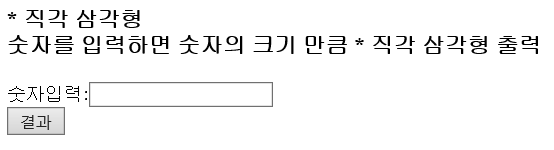 * 직각 삼각형
숫자를 입력하면 숫자의 크기 만큼 * 직각 삼각형 출력
숫자입력:
결과